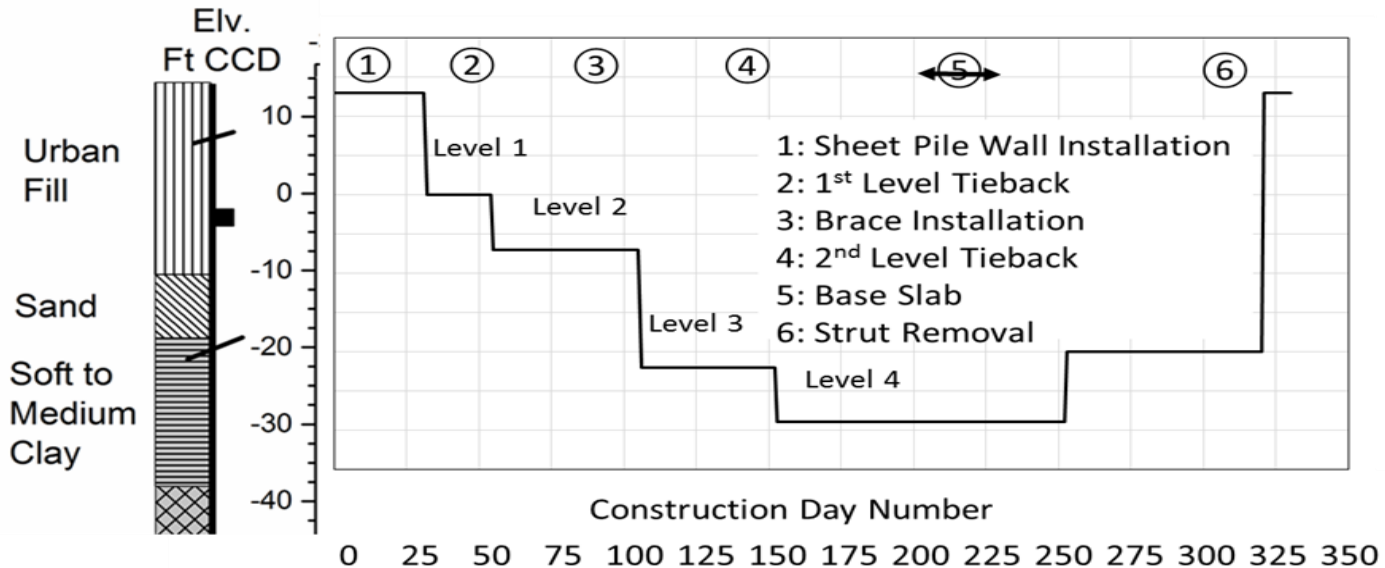 Elv.
Ft CCD
Urban
Fill
Sand
Soft to
Medium
Clay
10
0
-10
-20
-30
-40
1 2 3 4 5 6
Level 1
Level 2
Level 3
Level 4
1: Sheet Pile Wall Installation
2: 1st Level Tieback
3: Brace Installation
4: 2nd Level Tieback
5: Base Slab
6: Strut Removal
Construction Day Number
0 25 50 75 100 125 150 175 200 225 250 275 300 325 350